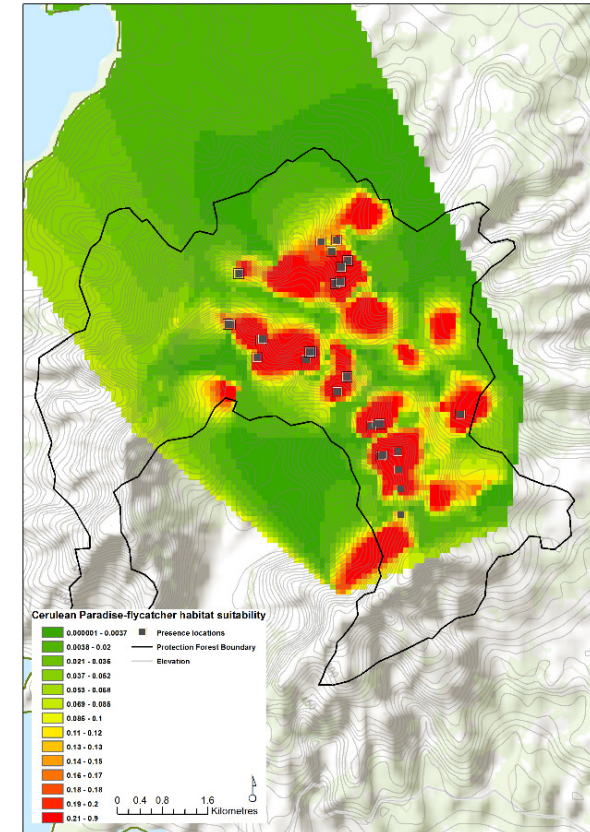 Cerulean Paradise-flycatcher habitat suitability
0.000001 - 0.0037
0.0038 - 0.02
0.021 - 0.036
0.037 - 0.052
0.053 - 0.068
0.069 - 0.085
0.085 - 0.1
0.11 - 0.12
0.13 - 0.13
0.14 - 0.15
0.16 - 0.17
0.18 - 0.18
0.19 - 0.2
0.21 - 0.9
Presence locations
Protection Forest Boundary
Elevation
0 0.4 0.8 1.6
Kilometres